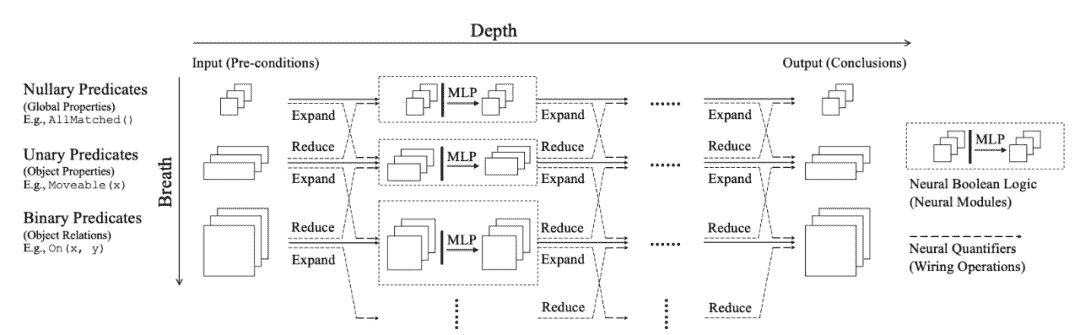 Depth
Input (Pre-conditions)
Output (Conclusions)
Nullary Predicates
(Global Properties)
E.g., AllMatched()
Unary Predicates
(Object Properties)
E.g., Moveable(x)
Binary Predicates
(Object Relations)
E.g., On(x, y)
Breath
MLP
MLP
MLP
Expand
Reduce
Expand
Reduce
Expand
Expand
Reduce
Expand
Reduce
Expand
Reduce
Expand
Reduce
Expand
Reduce
Expand
Reduce
MLP
Neural Boolean Logic
(Neural Modules)
Neural Quantifiers
(Wiring Operations)